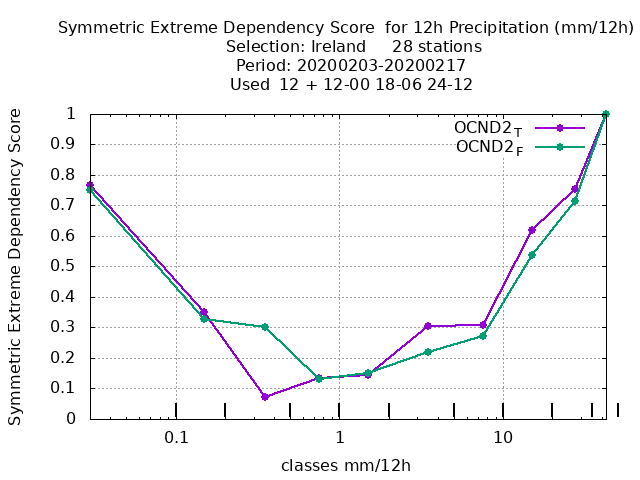 Symmetric Extreme Dependency Score  for 12h Precipitation (mm/12h)
Selection: Ireland     28 stations
Period: 20200203-20200217
Used  12 + 12-00 18-06 24-12
Symmetric Extreme Dependency Score
1
0.9
0.8
0.7
0.6
0.5
0.4
0.3
0.2
0.1
0
OCND2T
OCND2F
0.1
1
10
classes mm/12h